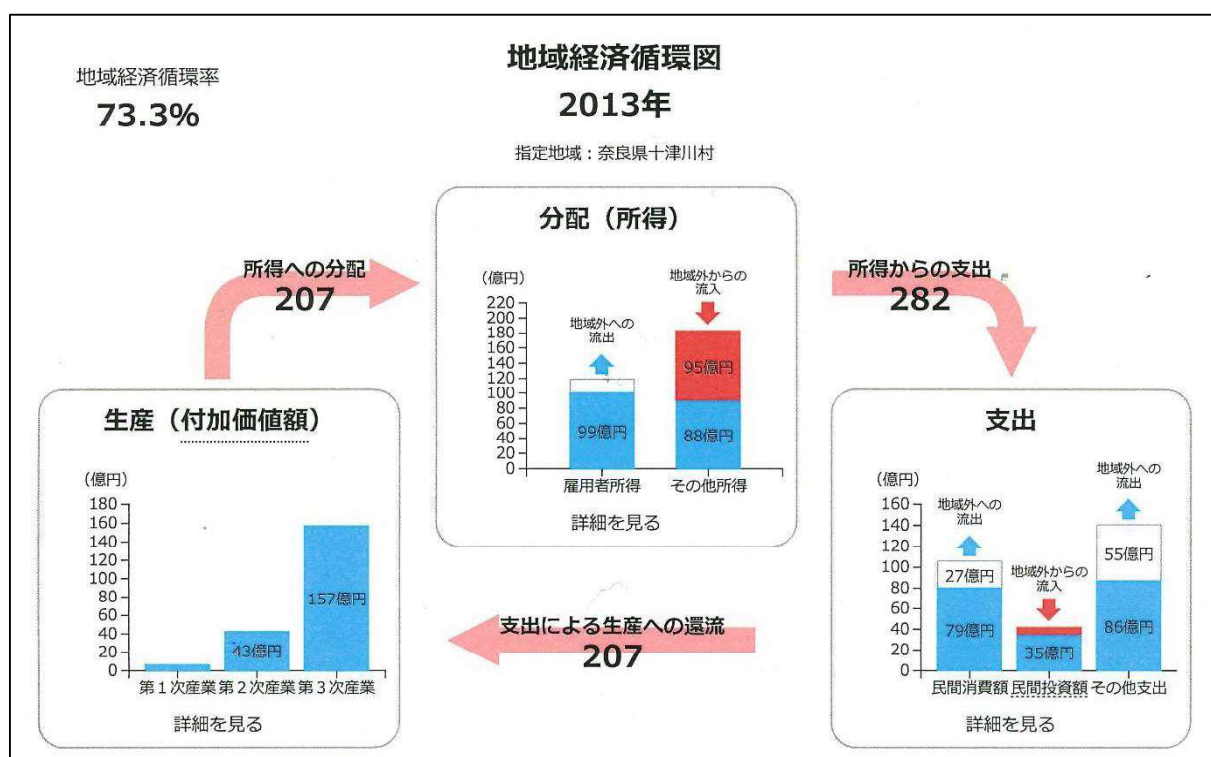 地域経済循環図
2013年
指定地域：奈良県十津川村
地域経済循環率
73.3%
所得への分配
207
分配（所得）
（億円）
220
200
180
160
140
120
100
80
60
40
20
0
地域外への
流出
99億円
雇用者所得
地域外からの
流入
95億円
88億円
その他所得
詳細を見る
所得からの支出
282
生産（付加価値額）
（億円）
180
160
140
120
100
80
60
40
20
0
43億円
157億円
第１次産業
第２次産業
第３次産業
詳細を見る
支出による生産への還流
207
支出
（億円）
160
140
120
100
80
60
40
20
0
地域外への
流出
27億円
79億円
民間消費額
地域外からの
流入
35億円
民間投資額
地域外への
流出
55億円
86億円
その他支出
詳細を見る